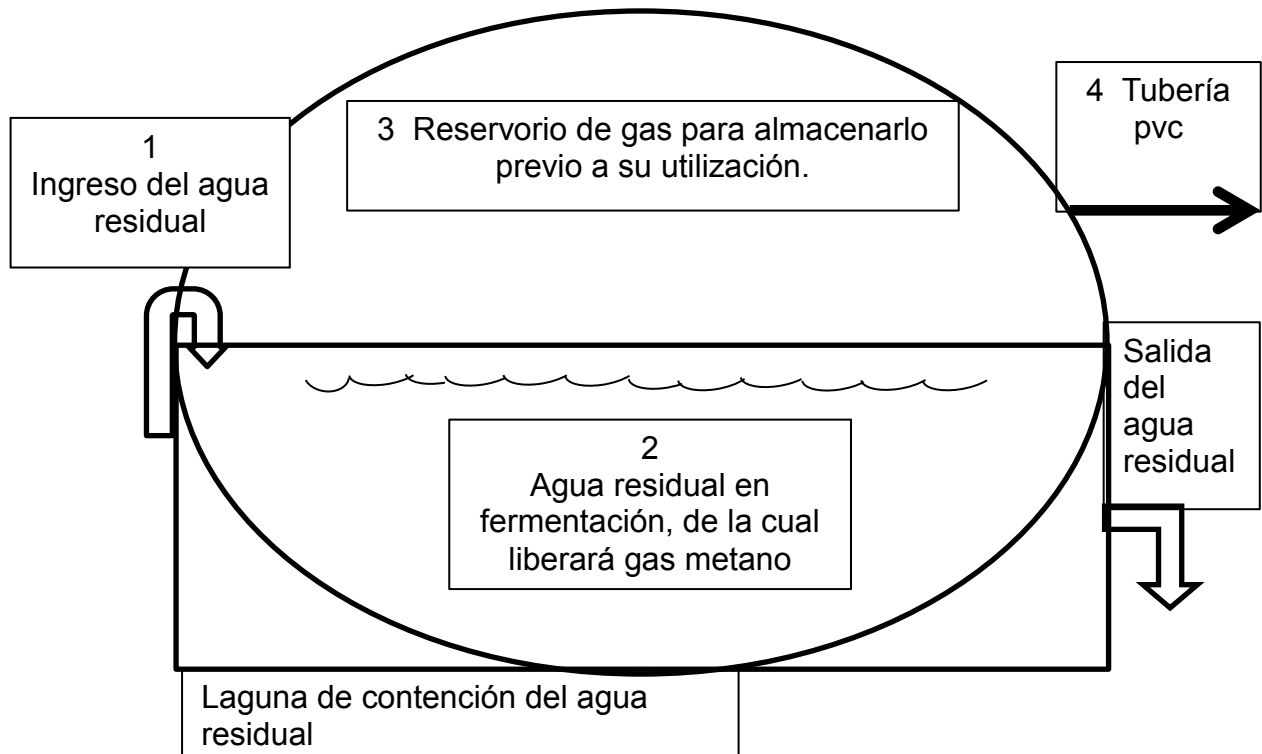 1
Ingreso del agua
residual
3 Reservorio de gas para almacenarlo
previo a su utilización.
4 Tubería
pvc
2
Agua residual en
fermentación, de la cual
liberará gas metano
Salida
del
agua
residual
Laguna de contención del agua
residual